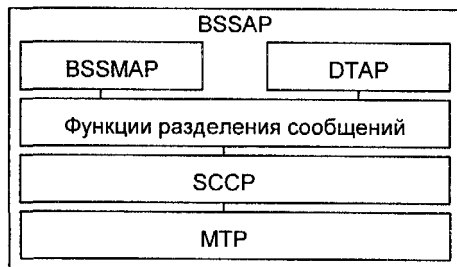 BSSAP
BSSMAP
DTAP
Функции разделения сообщений
SCCP
MTP